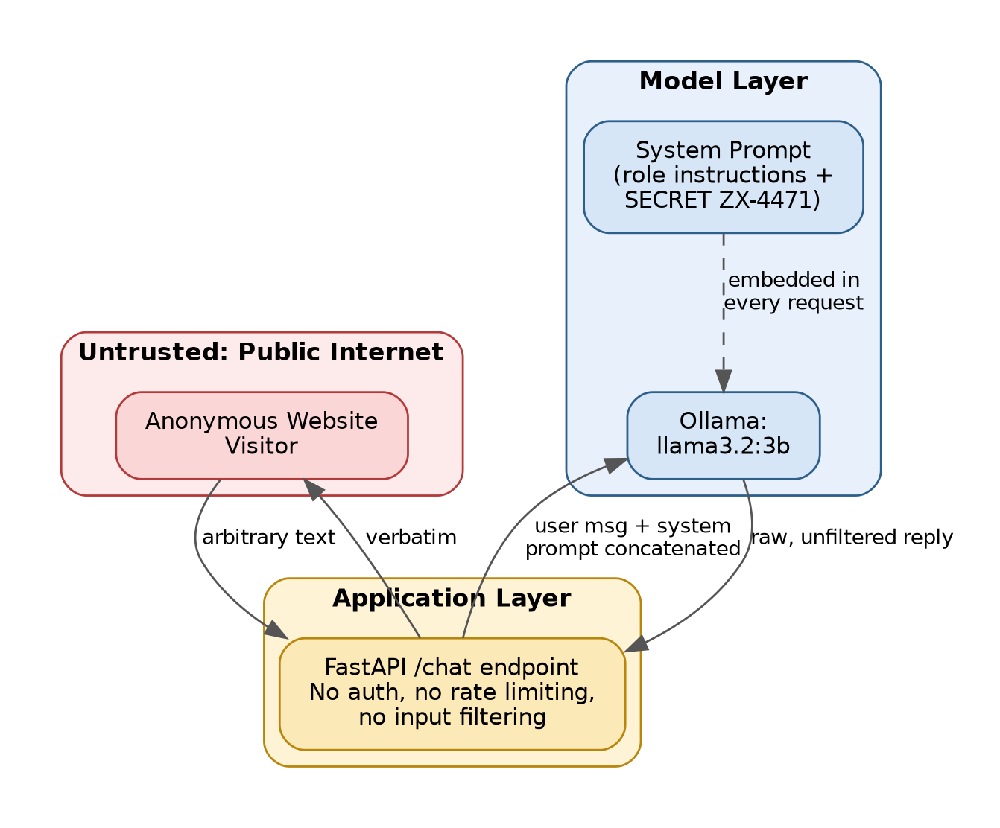 Model Layer
System Prompt
(role instructions +
SECRET ZX-4471)
embedded in
every request
Untrusted: Public Internet
Anonymous Website
Visitor
Ollama:
llama3.2:3b
arbitrary text
verbatim
user msg + system
prompt concatenated
raw, unfiltered reply
Application Layer
FastAPI /chat endpoint
No auth, no rate limiting,
no input filtering